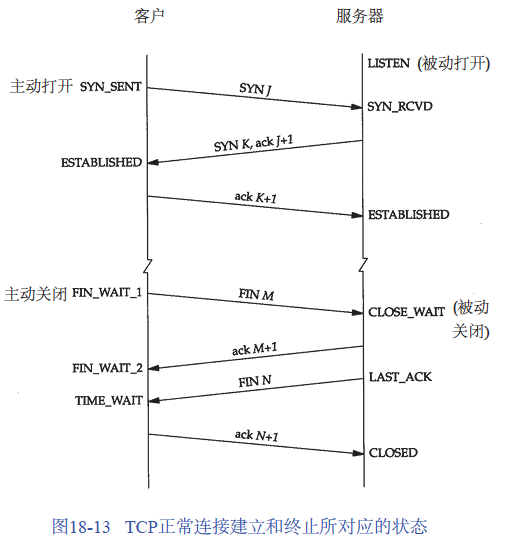 客户 服务器
LISTEN (被动打开)
主动打开 SYN_SENT
SYN J
SYN_RCVD
SYN K, ack J+1
ESTABLISHED
ack K+1
ESTABLISHED
主动关闭 FIN_WAIT_1
FIN M
CLOSE_WAIT (被动
关闭)
ack M+1
FIN_WAIT_2
FIN N
LAST_ACK
TIME_WAIT
ack N+1
CLOSED
图18-13 TCP正常连接建立和终止所对应的状态